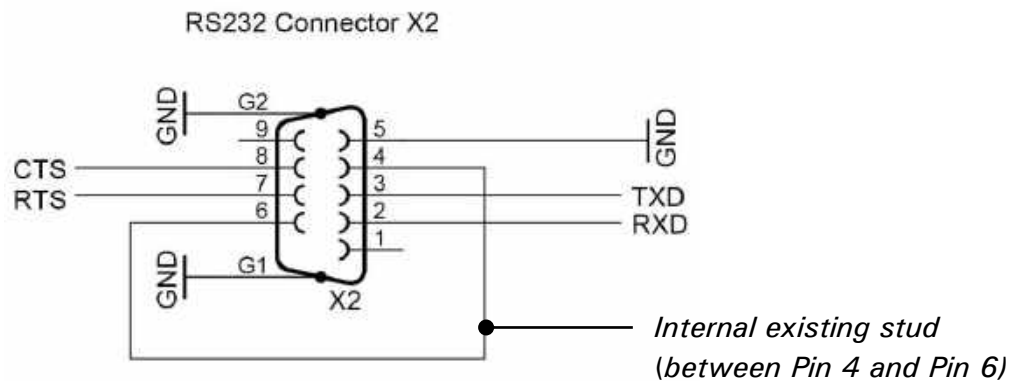 RS232 Connector X2
GND
G2
9
5
GND
8
4
CTS
7
3
TXD
RTS
6
2
RXD
1
GND
G1
X2
Internal existing stud
(between Pin 4 and Pin 6)